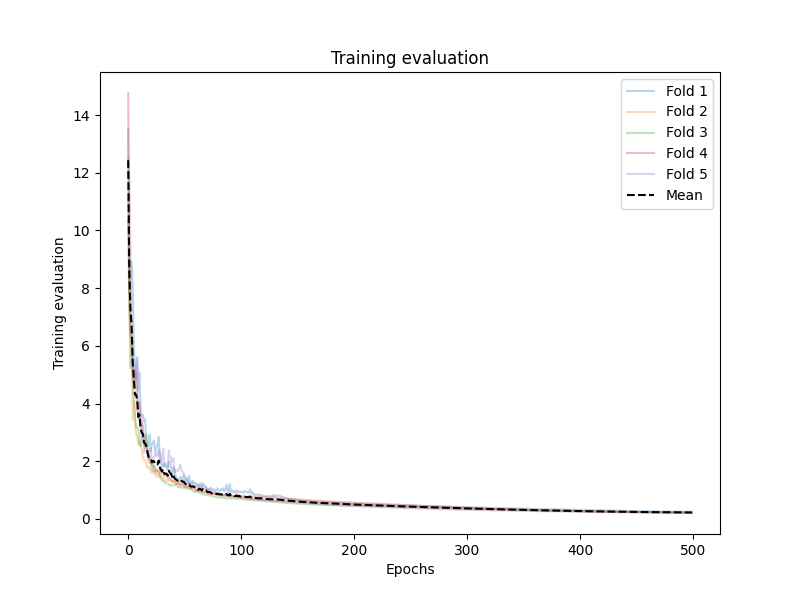 Training evaluation
Training evaluation
14
12
10
8
6
4
2
0
0 100 200 300 400 500
Epochs
Fold 1
Fold 2
Fold 3
Fold 4
Fold 5
Mean